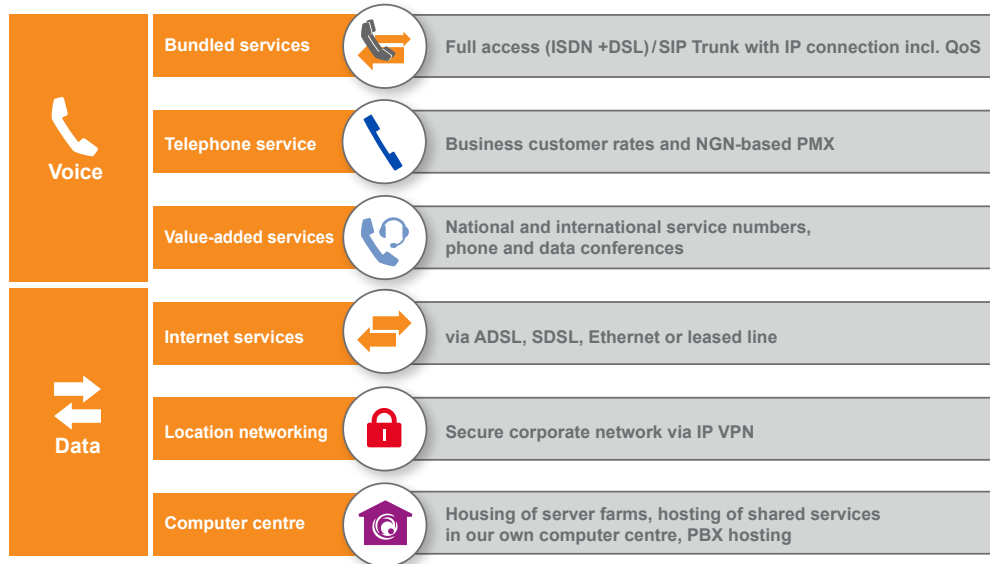 Voice
Bundled services
Full access (ISDN +DSL)/SIP Trunk with IP connection incl. QoS
Telephone service
Business customer rates and NGN-based PMX
Value-added services
National and international service numbers,
phone and data conferences
Data
Internet services
via ADSL, SDSL, Ethernet or leased line
Location networking
Secure corporate network via IP VPN
Computer centre
Housing of server farms, hosting of shared services
in our own computer centre, PBX hosting